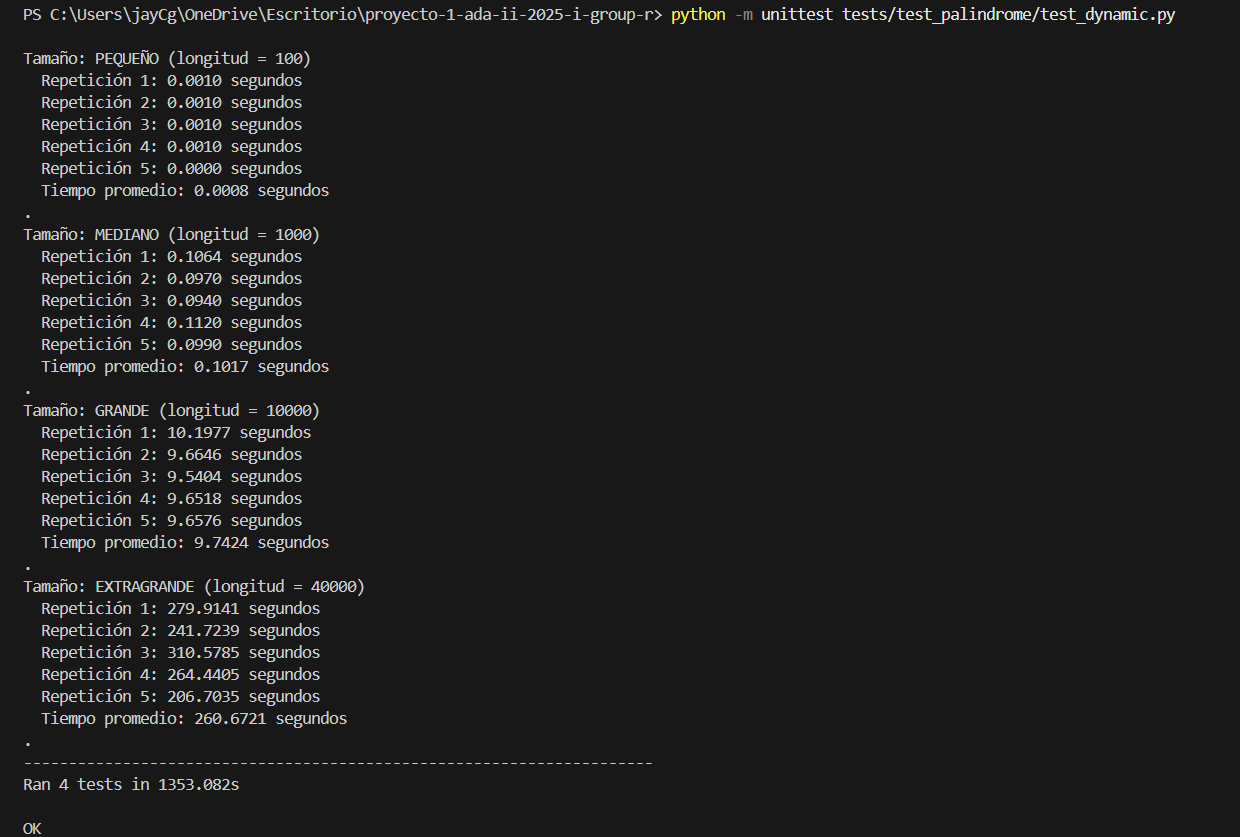 PS C:\Users\jayCg\OneDrive\Escritorio\proyecto-1-ada-ii-2025-i-group-r> python -m unittest tests/test_palindrome/test_dynamic.py
Tamaño: PEQUEÑO (longitud = 100)
Repetición 1: 0.0010 segundos
Repetición 2: 0.0010 segundos
Repetición 3: 0.0010 segundos
Repetición 4: 0.0010 segundos
Repetición 5: 0.0000 segundos
Tiempo promedio: 0.0008 segundos
.
Tamaño: MEDIANO (longitud = 1000)
Repetición 1: 0.1064 segundos
Repetición 2: 0.0970 segundos
Repetición 3: 0.0940 segundos
Repetición 4: 0.1120 segundos
Repetición 5: 0.0990 segundos
Tiempo promedio: 0.1017 segundos
.
Tamaño: GRANDE (longitud = 10000)
Repetición 1: 10.1977 segundos
Repetición 2: 9.6646 segundos
Repetición 3: 9.5404 segundos
Repetición 4: 9.6518 segundos
Repetición 5: 9.6576 segundos
Tiempo promedio: 9.7424 segundos
.
Tamaño: EXTRAGRANDE (longitud = 40000)
Repetición 1: 279.9141 segundos
Repetición 2: 241.7239 segundos
Repetición 3: 310.5785 segundos
Repetición 4: 264.4405 segundos
Repetición 5: 206.7035 segundos
Tiempo promedio: 260.6721 segundos
.
----------------------------------------------------------------------
Ran 4 tests in 1353.082s
OK